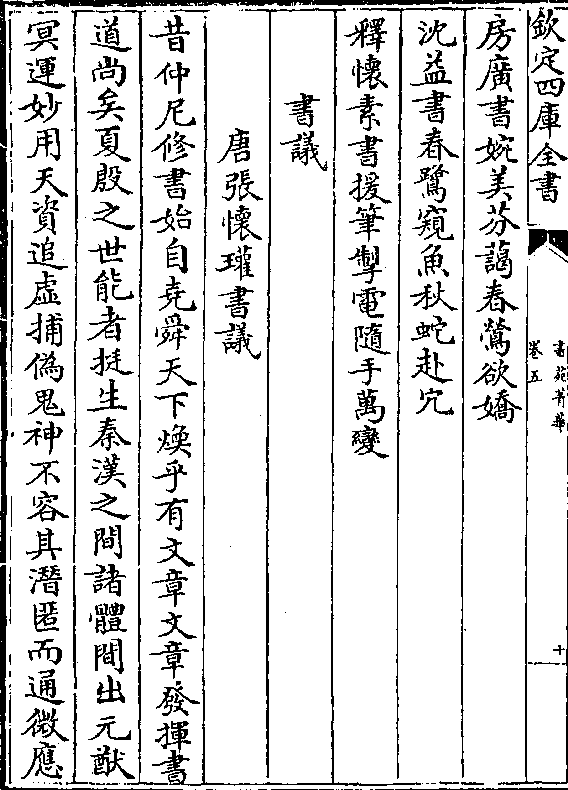 欽定四庫全書
書苑菁華
卷五
十
房廣書婉美芬藹春鶯欲嬌
沈益書春鷺窺魚秋蛇赴穴
釋懷素書援筆掣電隨手萬變
書議
唐張懷瓘書議
昔仲尼修書始自堯舜天下煥乎有文章文章發揮書
道尚矣夏殷之世能者挺生秦漢之間諸體間出元猷
冥運妙用天資追虛捕僞鬼神不容其潛匿而通微應